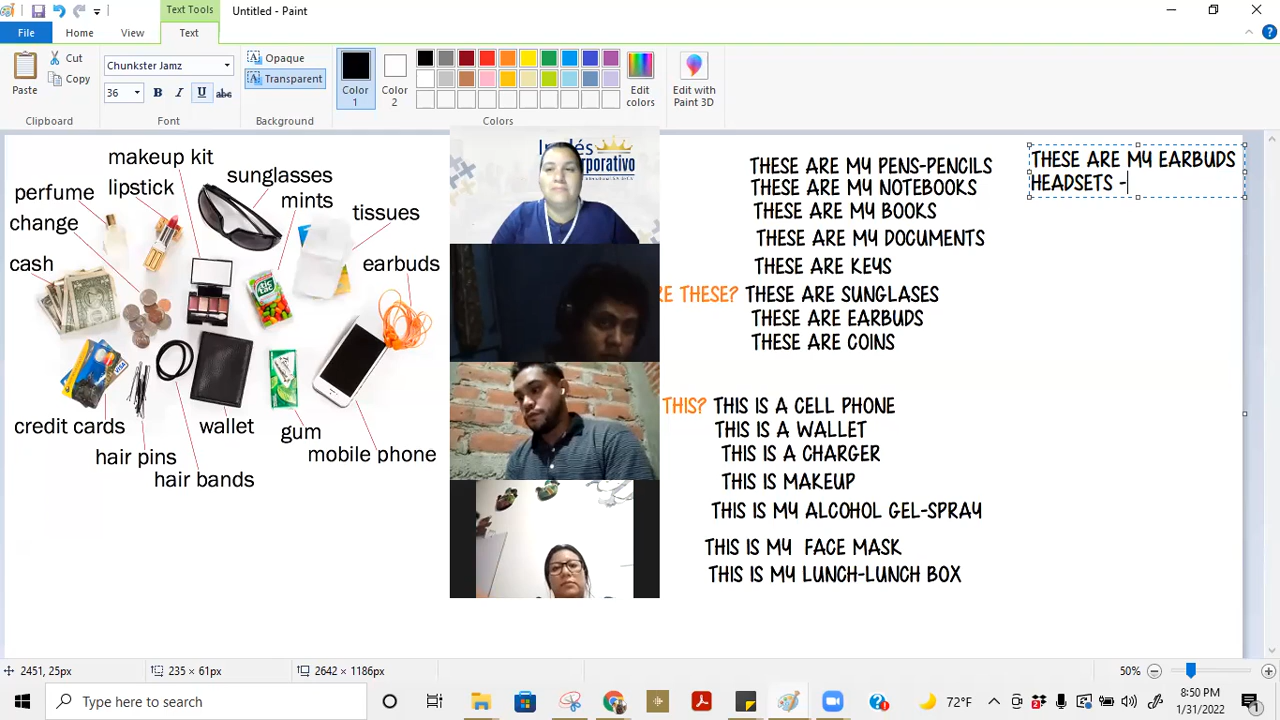 Untitled - Paint
Text Tools
File
Home
View
Text
Paste
Cut
Copy
Clipboard
Chunkster Jamz
36
B I U abc
Font
Opaque
Transparent
Background
Color 1
Color 2
Colors
Edit colors
Edit with Paint 3D
makeup kit
lipstick
sunglasses
perfume
mints
change
tissues
cash
earbuds
TIC TAC
credit cards
wallet
gum
hair pins
mobile phone
hair bands
THESE ARE MY PENS-PENCILS
THESE ARE MY NOTEBOOKS
THESE ARE MY BOOKS
THESE ARE MY DOCUMENTS
THESE ARE KEYS
RE THESE? THESE ARE SUNGLASES
THESE ARE EARBUDS
THESE ARE COINS
THIS? THIS IS A CELL PHONE
THIS IS A WALLET
THIS IS A CHARGER
THIS IS MAKEUP
THIS IS MY ALCOHOL GEL-SPRAY
THIS IS MY FACE MASK
THIS IS MY LUNCH-LUNCH BOX
THESE ARE MY EARBUDS
HEADSETS -
2451, 25px
235 × 61px
2642 × 1186px
50%
Type here to search
72°F
8:50 PM
1/31/2022